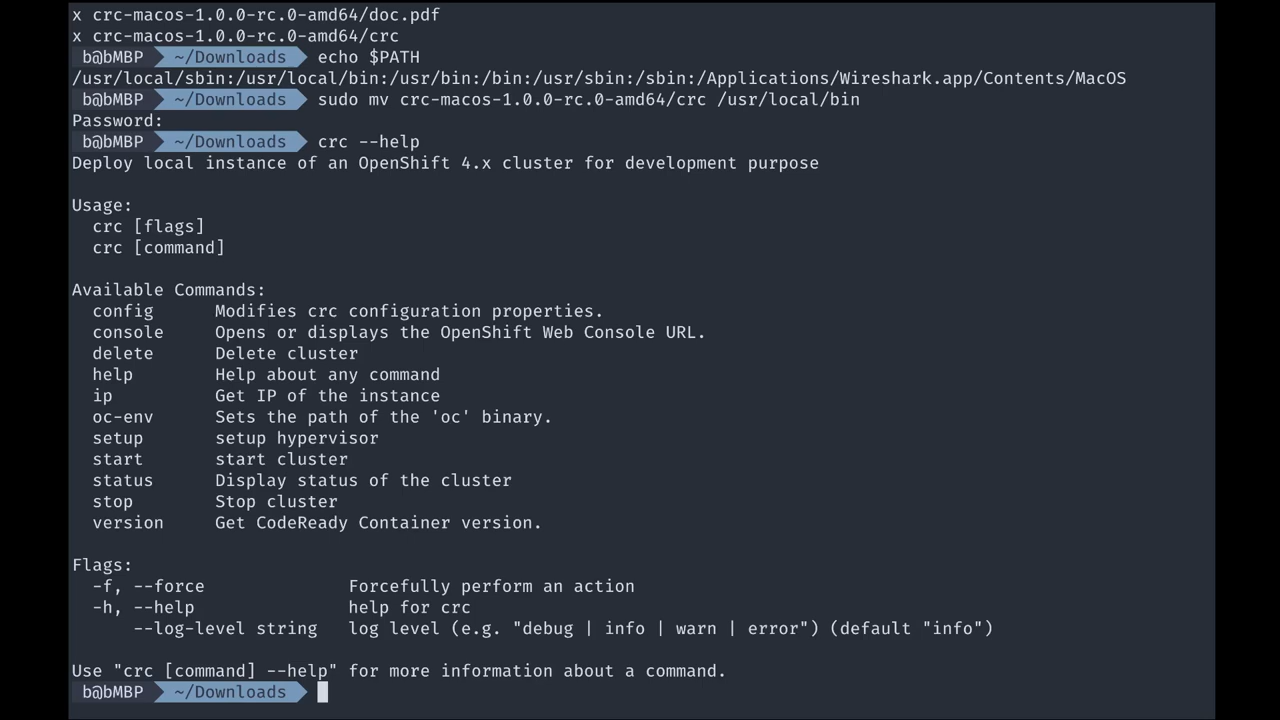 x crc-macos-1.0.0-rc.0-amd64/doc.pdf
x crc-macos-1.0.0-rc.0-amd64/crc
b@bMBP ~/Downloads echo $PATH
/usr/local/sbin:/usr/local/bin:/usr/bin:/bin:/usr/sbin:/sbin:/Applications/Wireshark.app/Contents/MacOS
b@bMBP ~/Downloads sudo mv crc-macos-1.0.0-rc.0-amd64/crc /usr/local/bin
Password:
b@bMBP ~/Downloads crc --help
Deploy local instance of an OpenShift 4.x cluster for development purpose
Usage:
crc [flags]
crc [command]
Available Commands:
config Modifies crc configuration properties.
console Opens or displays the OpenShift Web Console URL.
delete Delete cluster
help Help about any command
ip Get IP of the instance
oc-env Sets the path of the 'oc' binary.
setup setup hypervisor
start start cluster
status Display status of the cluster
stop Stop cluster
version Get CodeReady Container version.
Flags:
-f, --force Forcefully perform an action
-h, --help help for crc
--log-level string log level (e.g. "debug | info | warn | error") (default "info")
Use "crc [command] --help" for more information about a command.
b@bMBP ~/Downloads